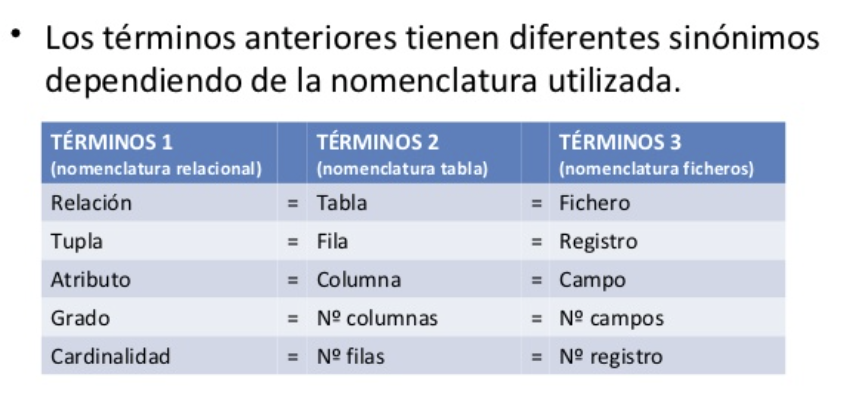 • Los términos anteriores tienen diferentes sinónimos
dependiendo de la nomenclatura utilizada.
TÉRMINOS 1 TÉRMINOS 2 TÉRMINOS 3
(nomenclatura relacional) (nomenclatura tabla) (nomenclatura ficheros)
Relación = Tabla = Fichero
Tupla = Fila = Registro
Atributo = Columna = Campo
Grado = Nº columnas = Nº campos
Cardinalidad = Nº filas = Nº registro